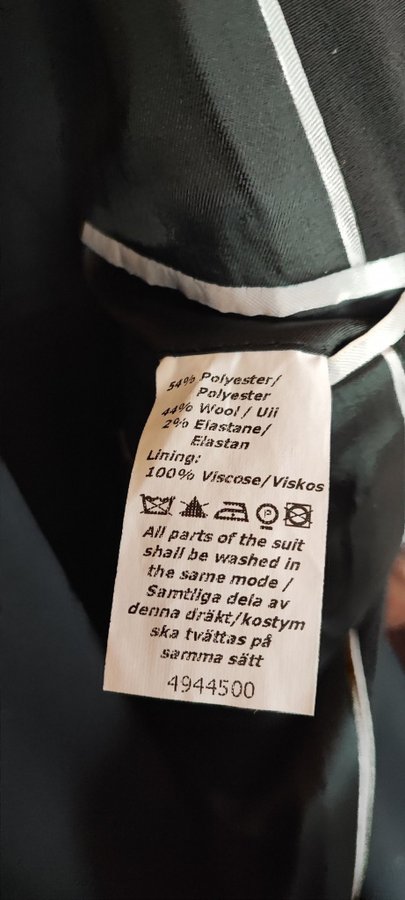 54% Polyester/
Polyester
44% Wool / Ull
2% Elastane/
Elastan
Lining:
100% Viscose/Viskos
P
All parts of the suit
shall be washed in
the same mode /
Samtliga dela av
denna dräkt/kostym
ska tvättas på
samma sätt
4944500